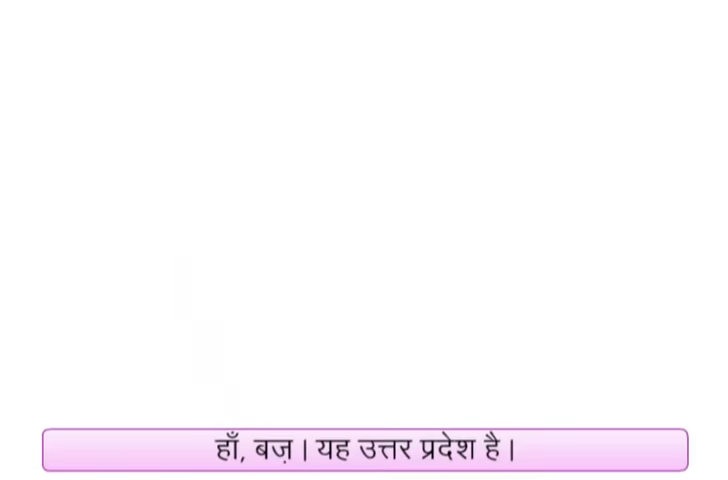 हाँ, बज़ । यह उत्तर प्रदेश है ।